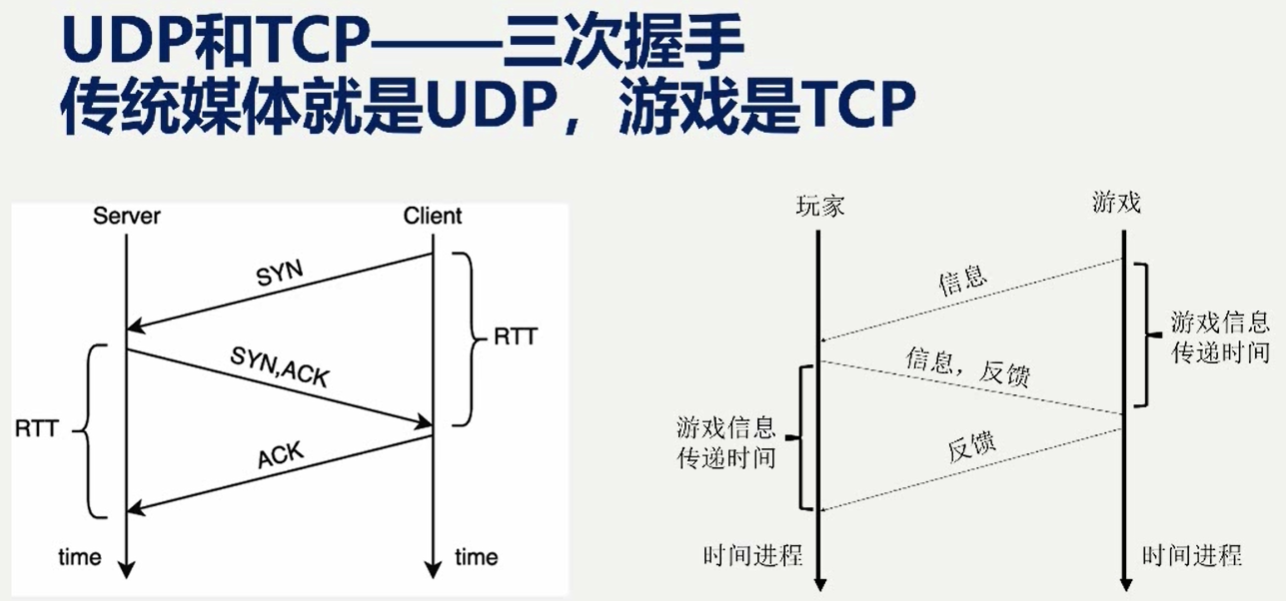 UDP和TCP——三次握手
传统媒体就是UDP，游戏是TCP
Server
Client
SYN
RTT
SYN,ACK
RTT
ACK
time
time
玩家
游戏
信息
游戏信息
传递时间
信息，反馈
游戏信息
传递时间
反馈
时间进程
时间进程